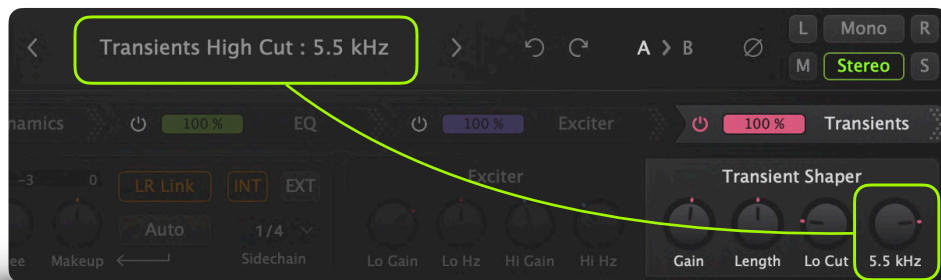 Transients High Cut : 5.5 kHz
A
B
L
Mono
R
M
Stereo
S
100 %
EQ
100 %
Exciter
100 %
Transients
-3
0
LR Link
INT
EXT
Exciter
Transient Shaper
Auto
1/4
Makeup
Sidechain
Lo Gain
Lo Hz
Hi Gain
Hi Hz
Gain
Length
Lo Cut
5.5 kHz